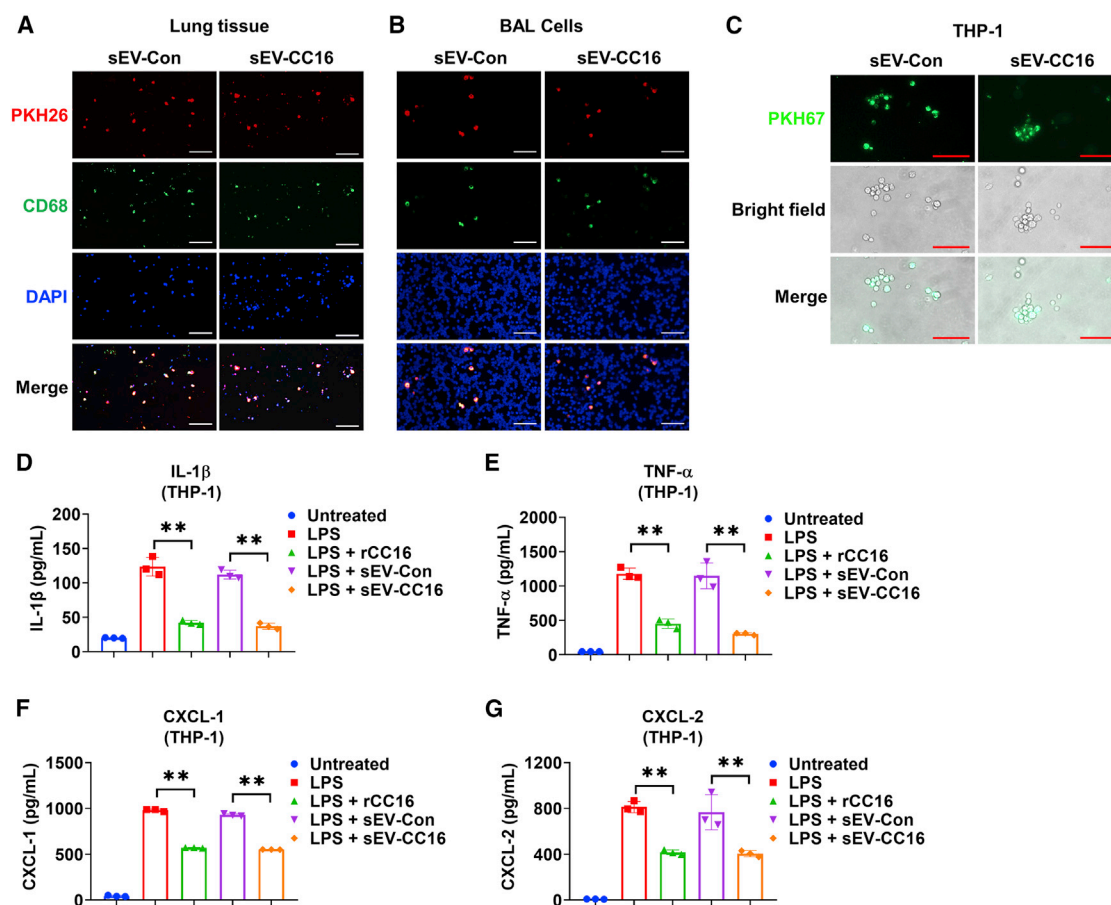 A
Lung tissue
sEV-Con sEV-CC16
PKH26
CD68
DAPI
Merge
B
BAL Cells
sEV-Con sEV-CC16
C
THP-1
sEV-Con sEV-CC16
PKH67
Bright field
Merge
D
IL-1β
(THP-1)
IL-1β (pg/mL)
200
150
100
50
0
** **
Untreated
LPS
LPS + rCC16
LPS + sEV-Con
LPS + sEV-CC16
E
TNF-α
(THP-1)
TNF-α (pg/mL)
2000
1500
1000
500
0
** **
Untreated
LPS
LPS + rCC16
LPS + sEV-Con
LPS + sEV-CC16
F
CXCL-1
(THP-1)
CXCL-1 (pg/mL)
1500
1000
500
0
** **
Untreated
LPS
LPS + rCC16
LPS + sEV-Con
LPS + sEV-CC16
G
CXCL-2
(THP-1)
CXCL-2 (pg/mL)
1200
800
400
0
** **
Untreated
LPS
LPS + rCC16
LPS + sEV-Con
LPS + sEV-CC16